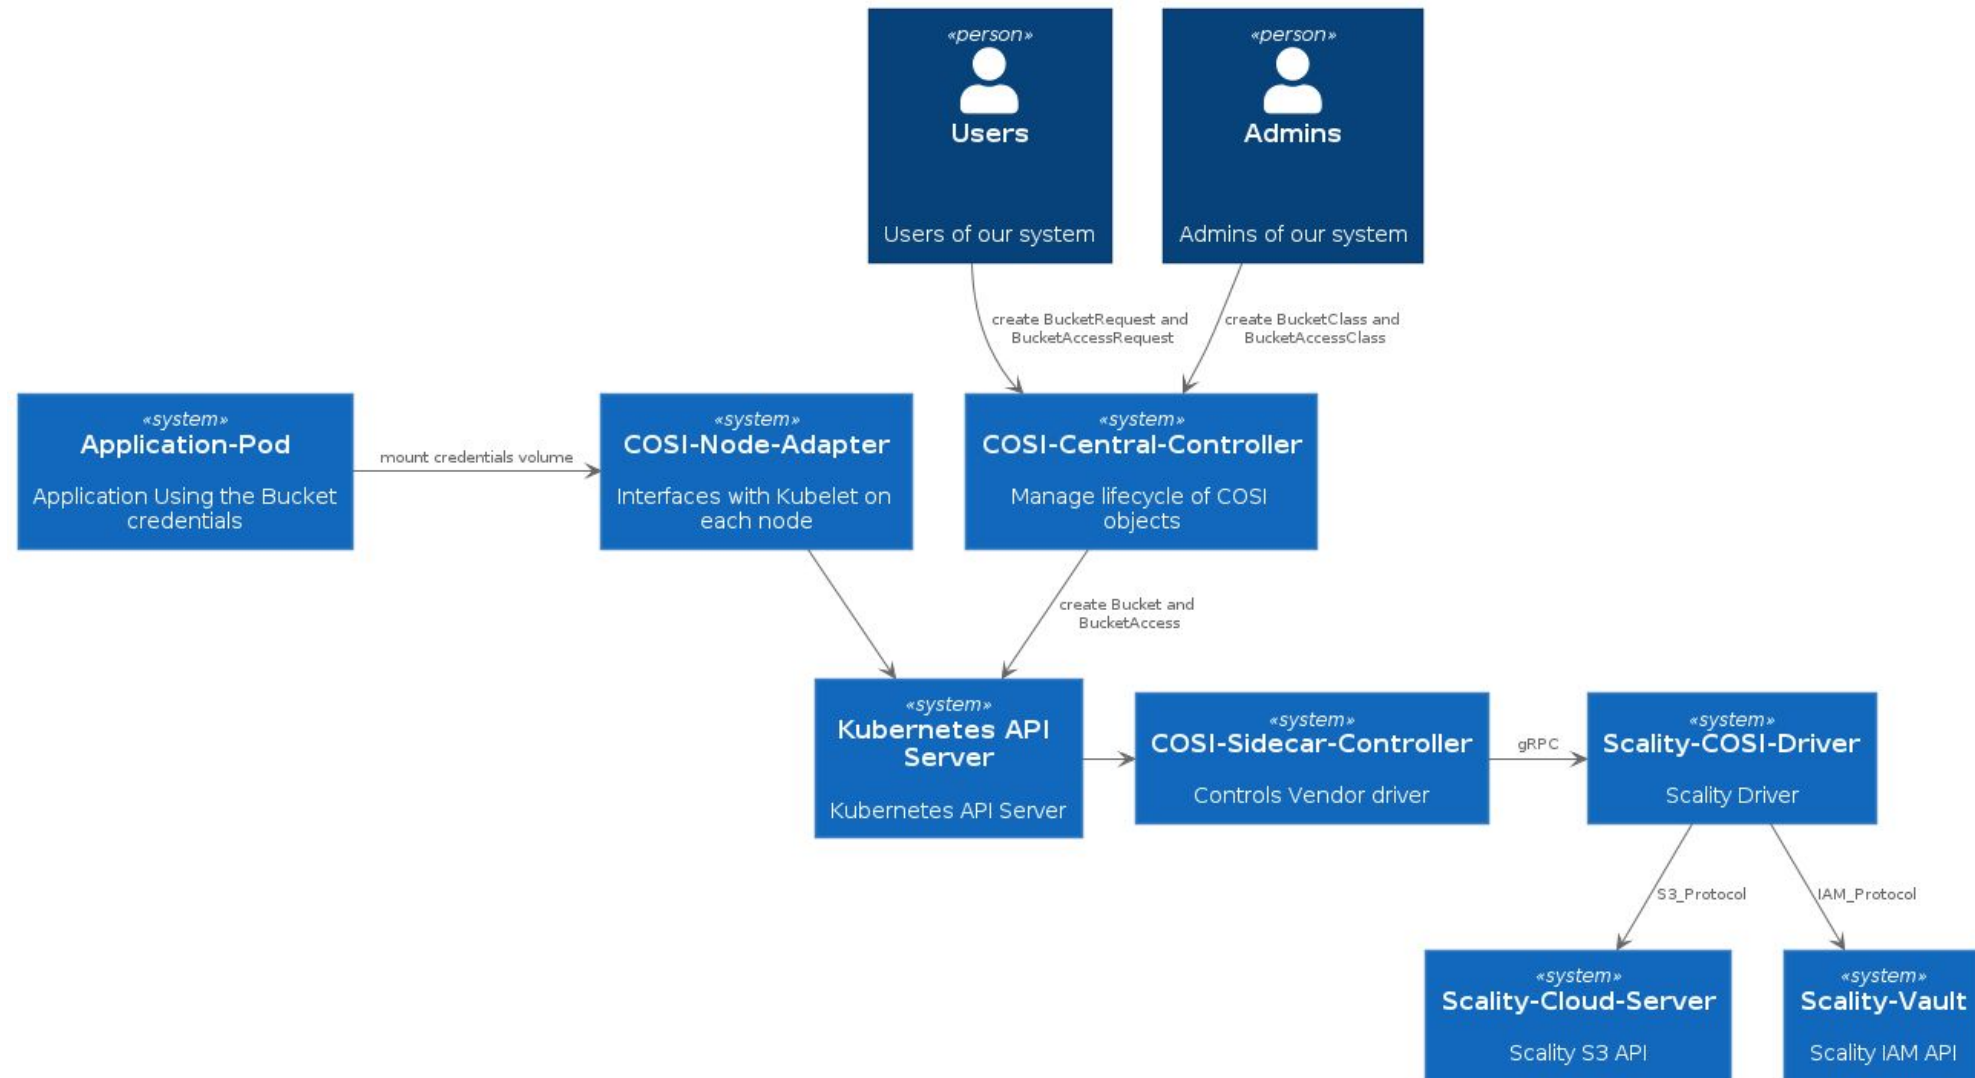 «person»
Users
Users of our system
«person»
Admins
Admins of our system
create BucketRequest and
BucketAccessRequest
create BucketClass and
BucketAccessClass
«system»
Application-Pod
Application Using the Bucket
credentials
mount credentials volume
«system»
COSI-Node-Adapter
Interfaces with Kubelet on
each node
«system»
COSI-Central-Controller
Manage lifecycle of COSI
objects
create Bucket and
BucketAccess
«system»
Kubernetes API
Server
Kubernetes API Server
«system»
COSI-Sidecar-Controller
Controls Vendor driver
gRPC
«system»
Scality-COSI-Driver
Scality Driver
S3_Protocol
IAM_Protocol
«system»
Scality-Cloud-Server
Scality S3 API
«system»
Scality-Vault
Scality IAM API